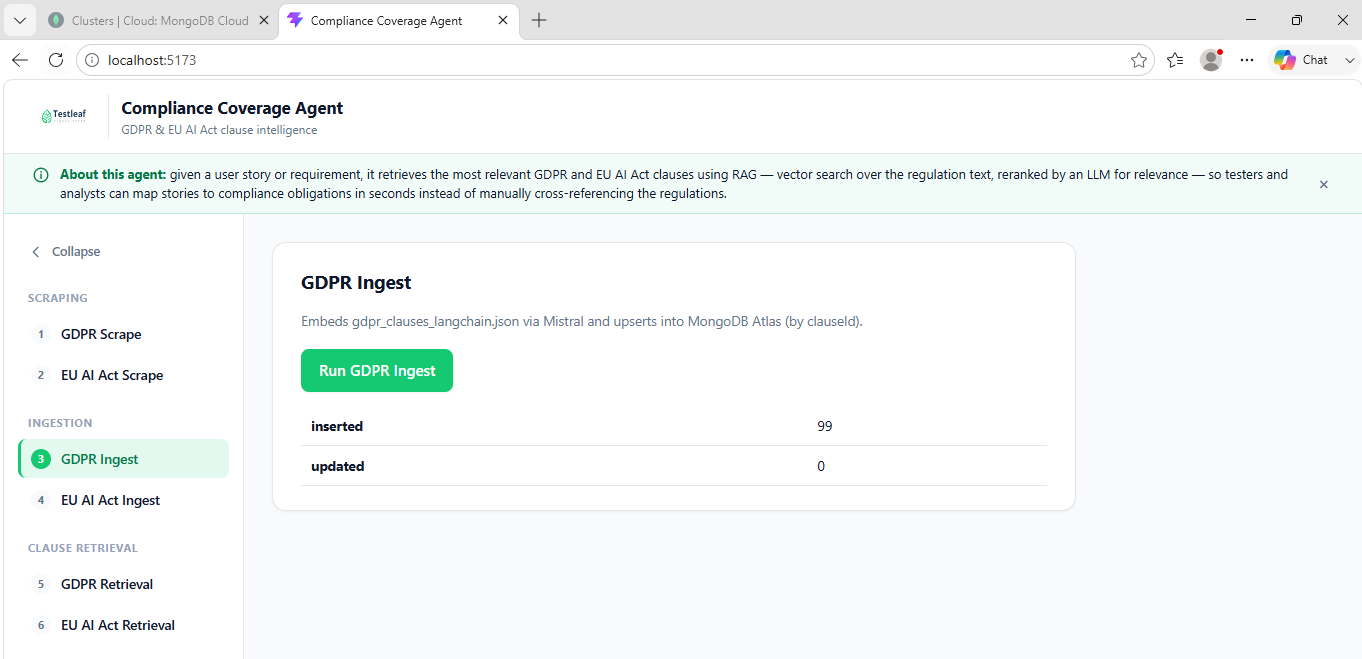 Clusters | Cloud: MongoDB Cloud
Compliance Coverage Agent
localhost:5173
Chat
Testleaf
Compliance Coverage Agent
GDPR & EU AI Act clause intelligence
About this agent: given a user story or requirement, it retrieves the most relevant GDPR and EU AI Act clauses using RAG — vector search over the regulation text, reranked by an LLM for relevance — so testers and
analysts can map stories to compliance obligations in seconds instead of manually cross-referencing the regulations.
Collapse
SCRAPING
1 GDPR Scrape
2 EU AI Act Scrape
INGESTION
3 GDPR Ingest
4 EU AI Act Ingest
CLAUSE RETRIEVAL
5 GDPR Retrieval
6 EU AI Act Retrieval
GDPR Ingest
Embeds gdpr_clauses_langchain.json via Mistral and upserts into MongoDB Atlas (by clauseId).
Run GDPR Ingest
inserted 99
updated 0